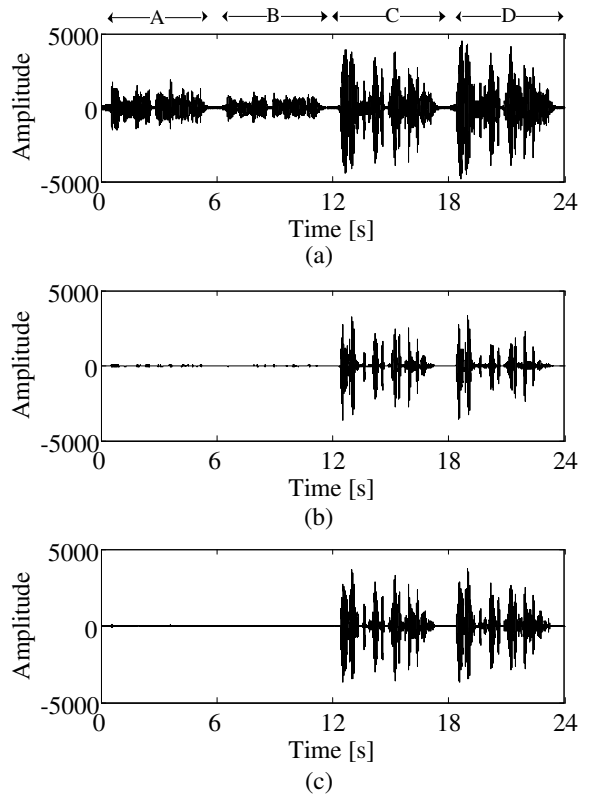 A B C D
5000
0
-5000
Amplitude
0 6 12 18 24
Time [s]
(a)
5000
0
-5000
Amplitude
0 6 12 18 24
Time [s]
(b)
5000
0
-5000
Amplitude
0 6 12 18 24
Time [s]
(c)